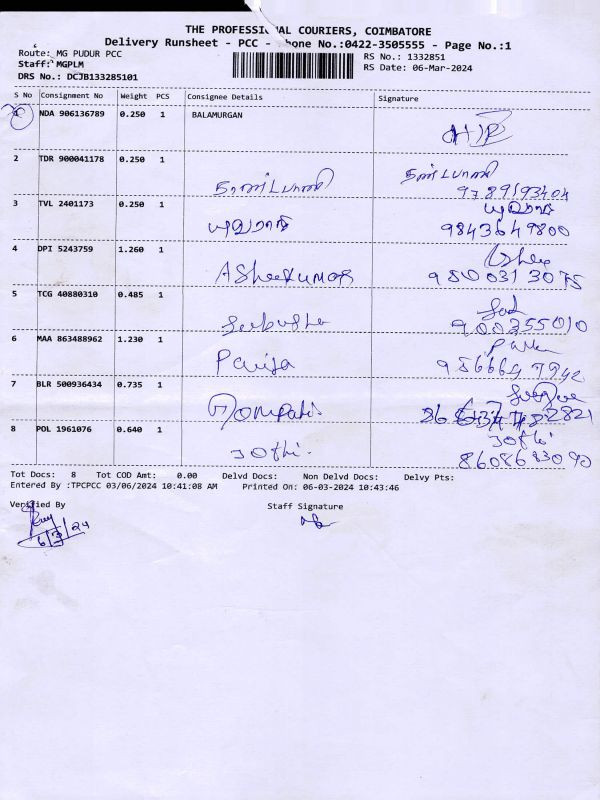 THE PROFESSIONAL COURIERS, COIMBATORE
Delivery Runsheet - PCC - Phone No.:0422-3505555 - Page No.:1
Route: MG PUDUR PCC RS No.: 1332851
Staff: MGPLM RS Date: 06-Mar-2024
DRS No.: DCJB133285101
S No Consignment No Weight PCS Consignee Details Signature
1 NDA 906136789 0.250 1 BALAMURGAN
2 TDR 900041178 0.250 1
9789193404
3 TVL 2401173 0.250 1
9843649800
4 DPI 5243759 1.260 1
Asheekumar 9500313075
5 TCG 40880310 0.485 1
900355010
6 MAA 863488962 1.230 1
7 BLR 500936434 0.735 1
8 POL 1961076 0.640 1 Jothi
Jothi. 8608683090
Tot Docs: 8 Tot COD Amt: 0.00 Delvd Docs: Non Delvd Docs: Delvy Pts:
Entered By :TPCPCC 03/06/2024 10:41:08 AM Printed On: 06-03-2024 10:43:46
Verified By Staff Signature
6/3/24